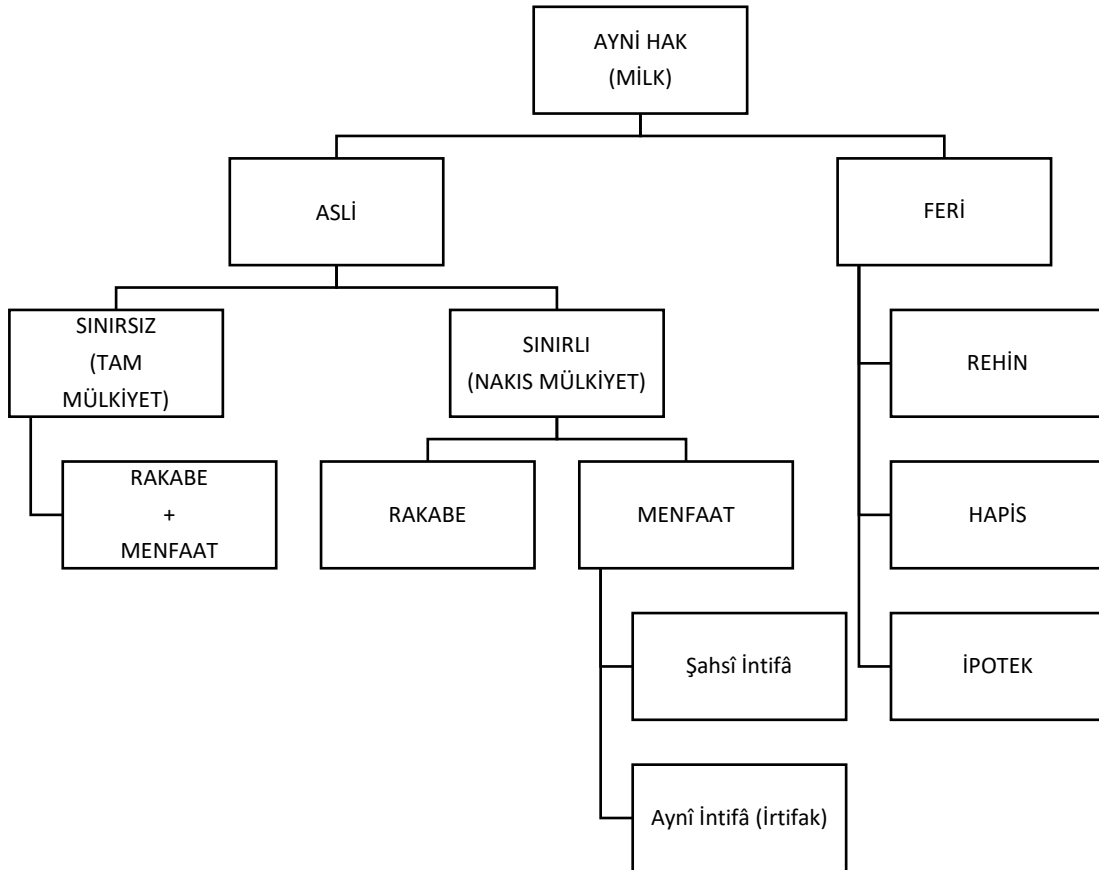 AYNİ HAK
(MİLK)
ASLİ
FERİ
SINIRSIZ
(TAM
MÜLKİYET)
SINIRLI
(NAKIS MÜLKİYET)
REHİN
RAKABE
+
MENFAAT
RAKABE
MENFAAT
HAPİS
Şahsî İntifâ
İPOTEK
Aynî İntifâ (İrtifak)